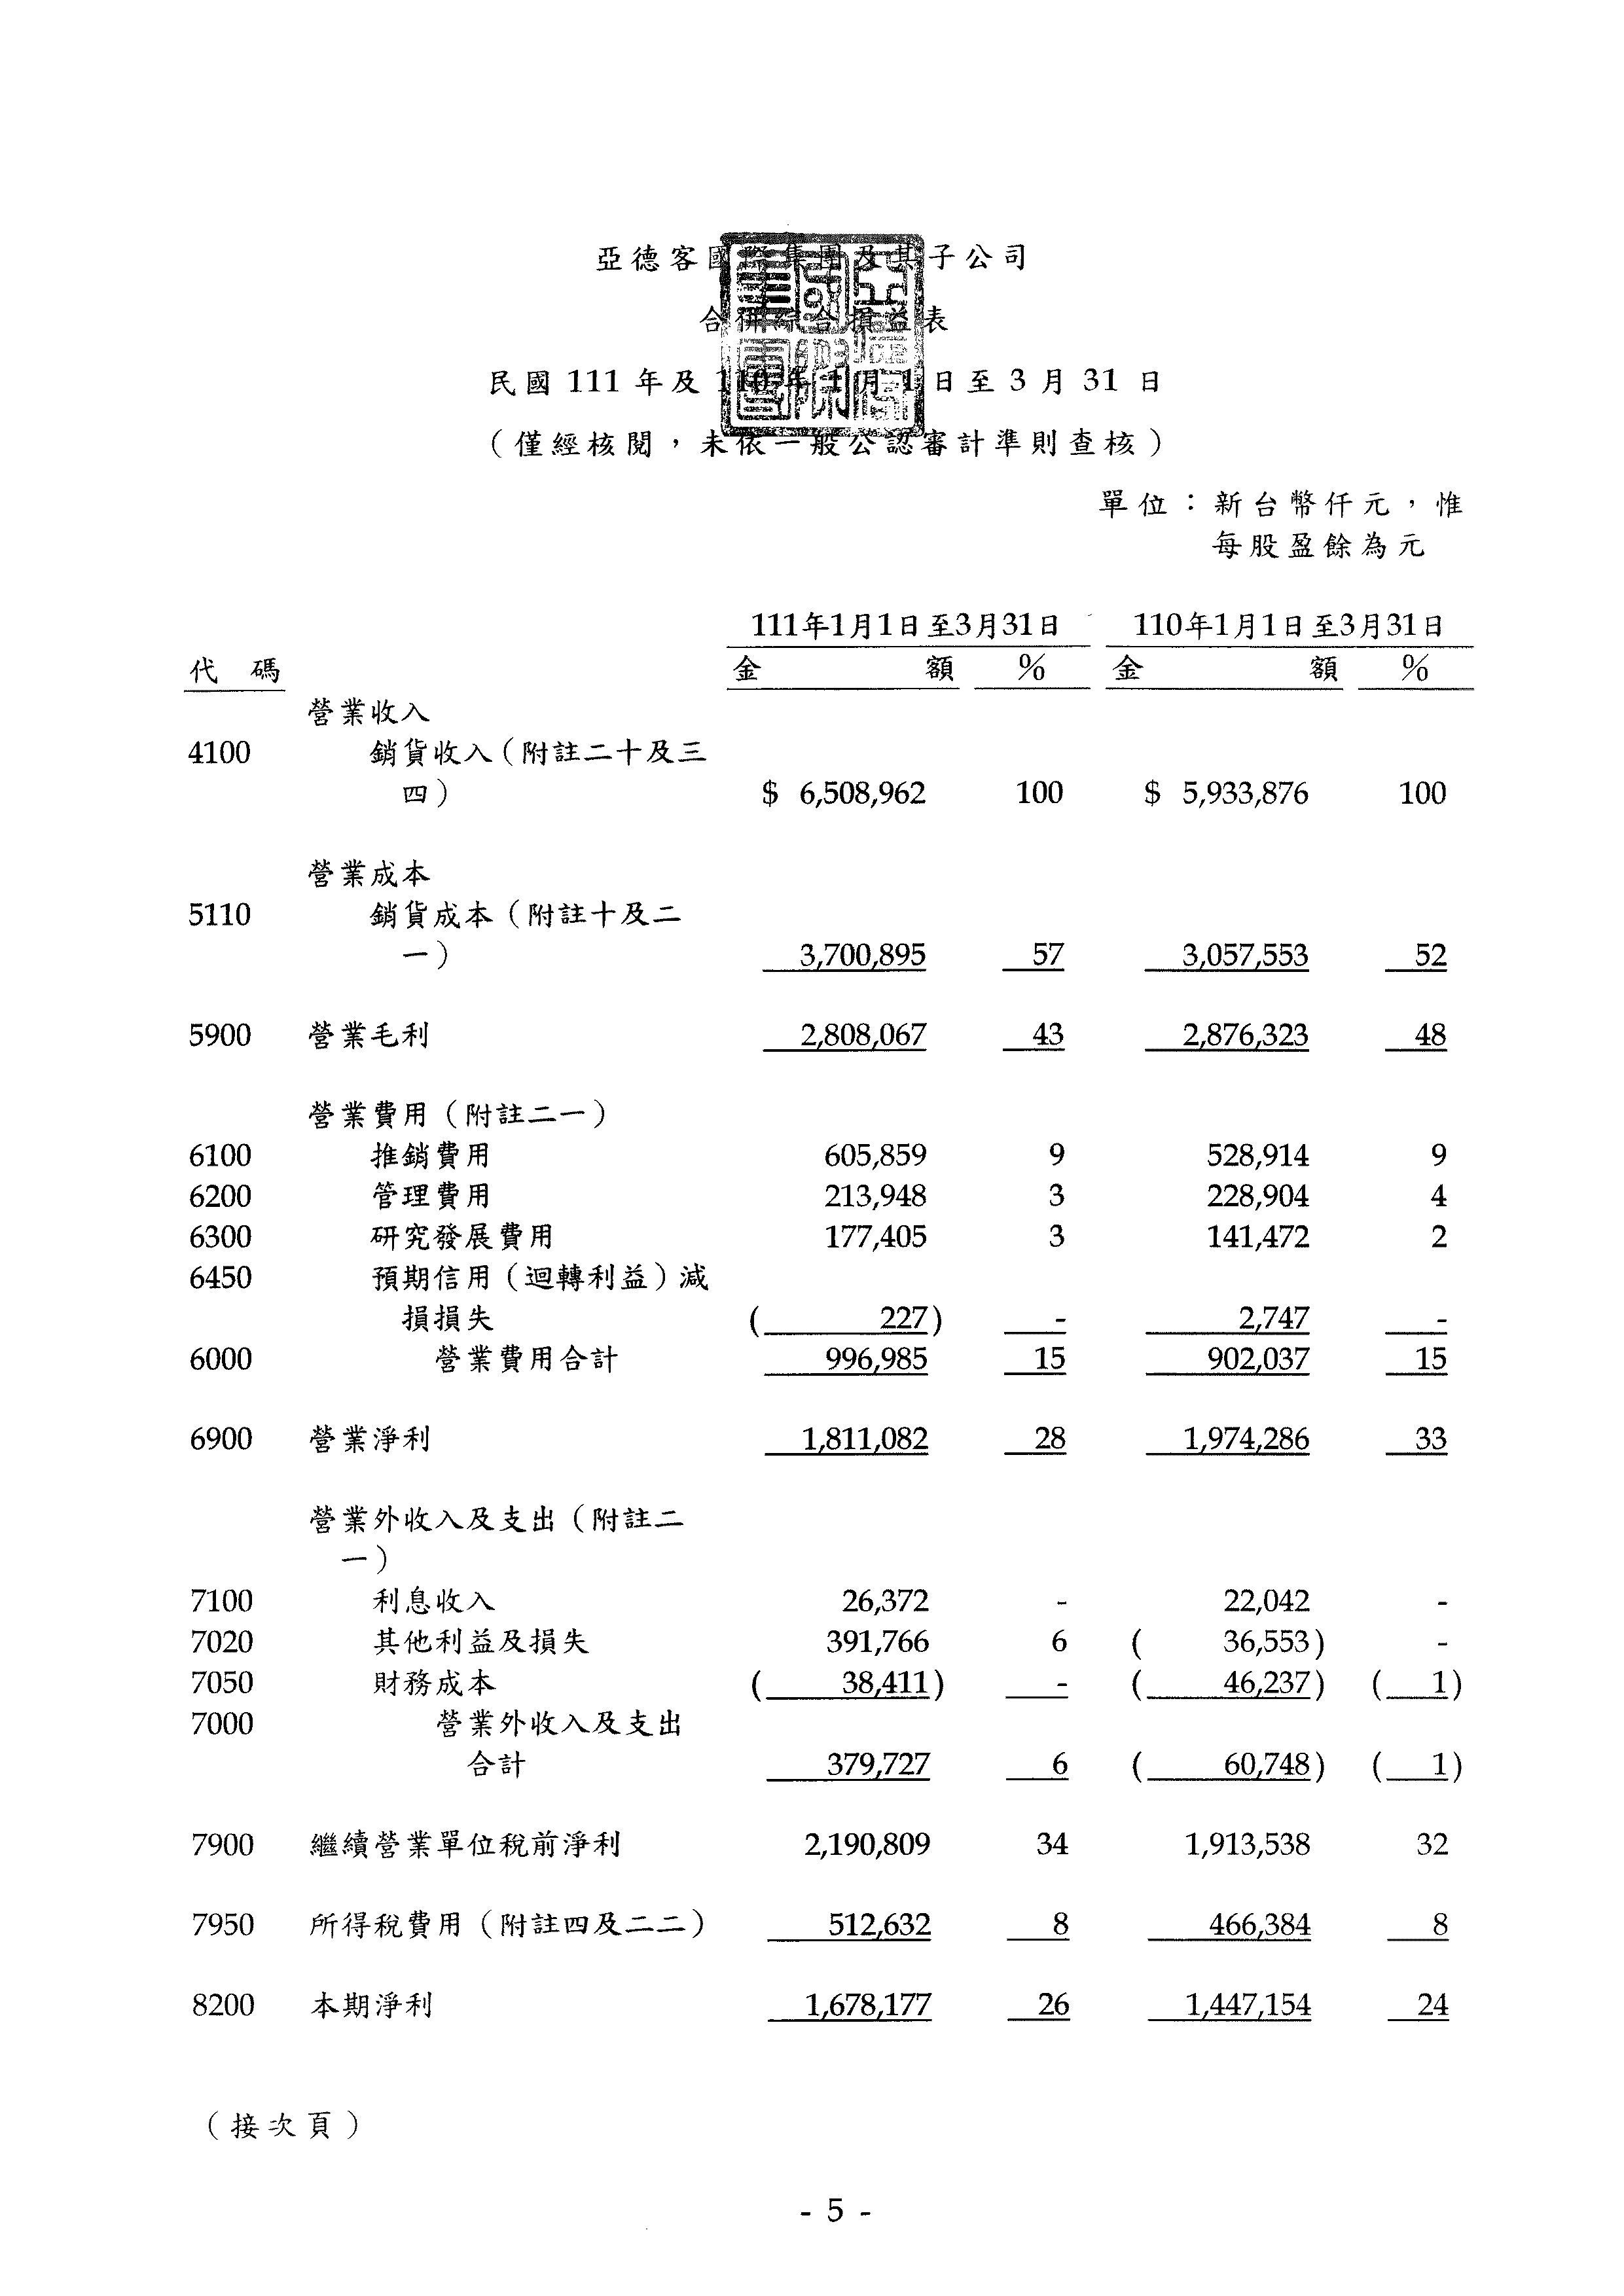 亞德客國際集團及其子公司
合併綜合損益表
民國 111 年及 110 年 1 月 1 日至 3 月 31 日
（僅經核閱，未依一般公認審計準則查核）
單位：新台幣仟元，惟
每股盈餘為元
111年1月1日至3月31日 110年1月1日至3月31日
代 碼 金 額 % 金 額 %
營業收入
4100 銷貨收入（附註二十及三
四） $ 6,508,962 100 $ 5,933,876 100
營業成本
5110 銷貨成本（附註十及二
一） 3,700,895 57 3,057,553 52
5900 營業毛利 2,808,067 43 2,876,323 48
營業費用（附註二一）
6100 推銷費用 605,859 9 528,914 9
6200 管理費用 213,948 3 228,904 4
6300 研究發展費用 177,405 3 141,472 2
6450 預期信用（迴轉利益）減
損損失 ( 227) - 2,747 -
6000 營業費用合計 996,985 15 902,037 15
6900 營業淨利 1,811,082 28 1,974,286 33
營業外收入及支出（附註二
一）
7100 利息收入 26,372 - 22,042 -
7020 其他利益及損失 391,766 6 ( 36,553) -
7050 財務成本 ( 38,411) - ( 46,237) ( 1)
7000 營業外收入及支出
合計 379,727 6 ( 60,748) ( 1)
7900 繼續營業單位稅前淨利 2,190,809 34 1,913,538 32
7950 所得稅費用（附註四及二二） 512,632 8 466,384 8
8200 本期淨利 1,678,177 26 1,447,154 24
（接次頁）
- 5 -